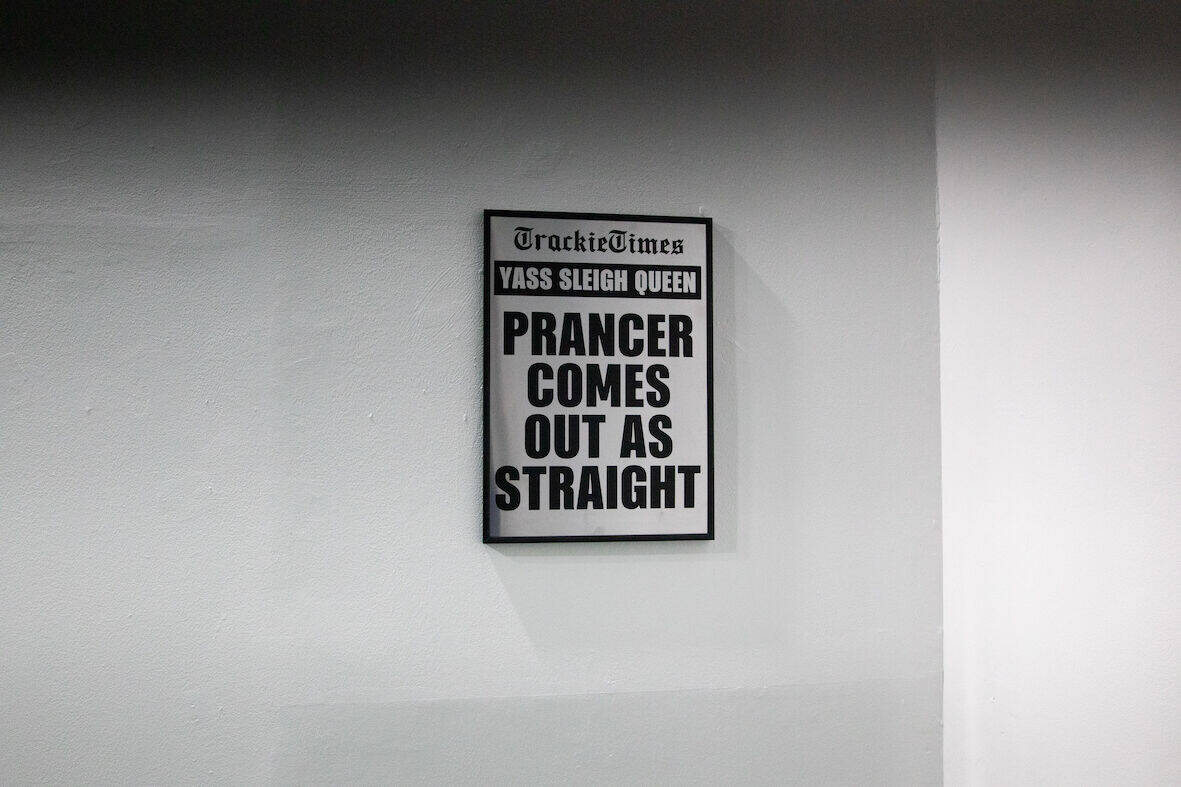 TrackieTimes
YASS SLEIGH QUEEN
PRANCER
COMES
OUT AS
STRAIGHT